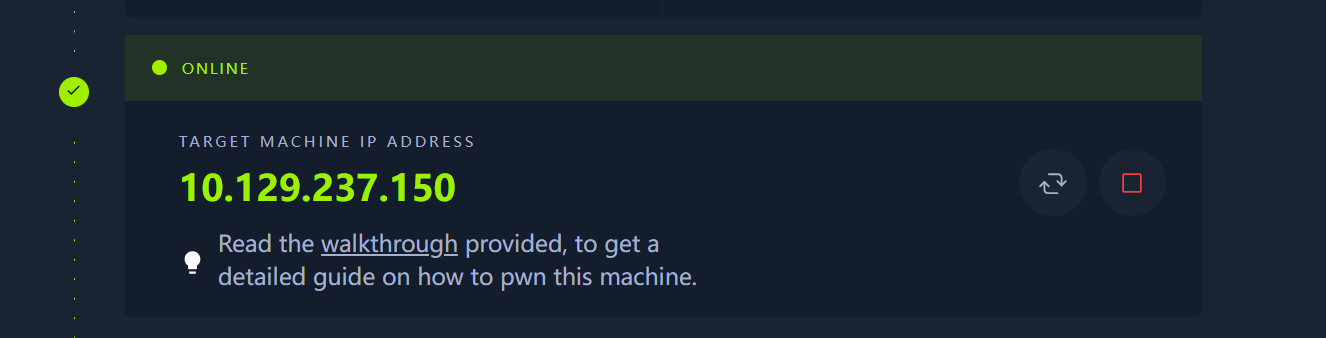 ONLINE
TARGET MACHINE IP ADDRESS
10.129.237.150
Read the walkthrough provided, to get a
detailed guide on how to pwn this machine.